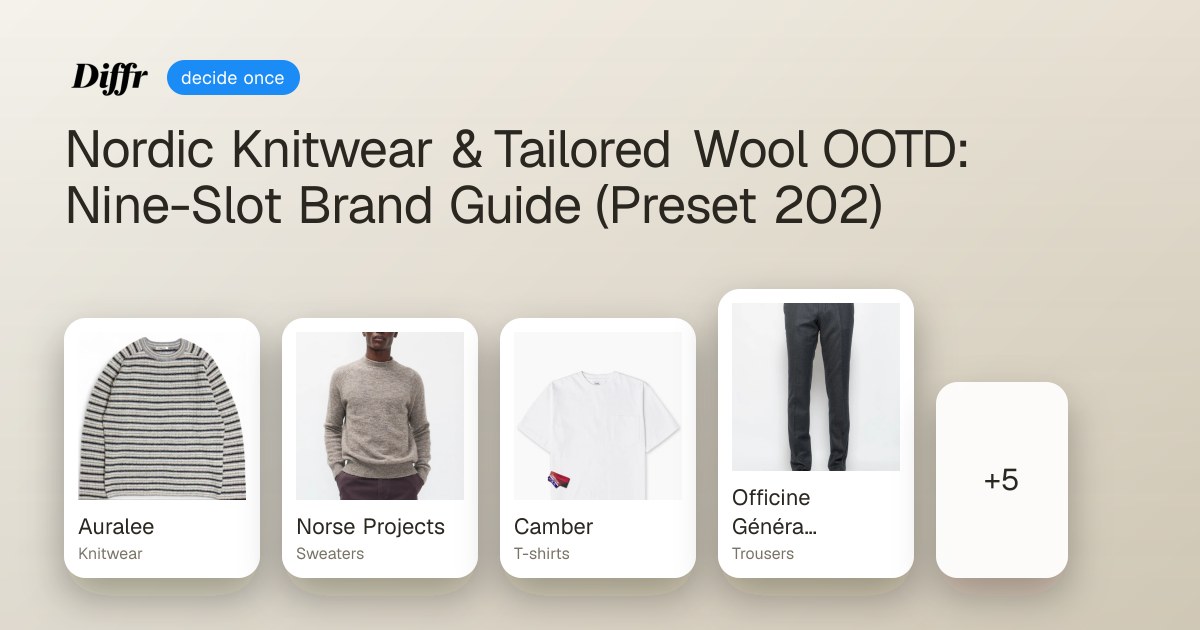 Diffr
decide once
Nordic Knitwear & Tailored Wool OOTD:
Nine-Slot Brand Guide (Preset 202)
Auralee
Knitwear
Norse Projects
Sweaters
Camber
T-shirts
Officine
Généra…
Trousers
+5